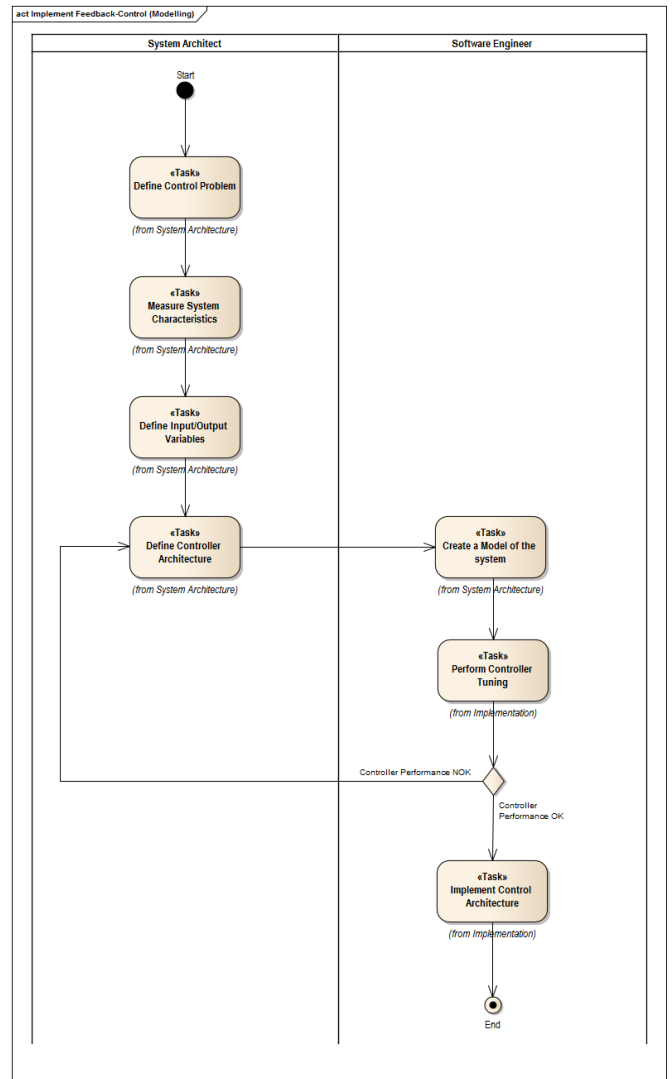 act Implement Feedback-Control (Modelling)
System Architect
Software Engineer
Start
«Task»
Define Control Problem
(from System Architecture)
«Task»
Measure System
Characteristics
(from System Architecture)
«Task»
Define Input/Output
Variables
(from System Architecture)
«Task»
Define Controller
Architecture
(from System Architecture)
«Task»
Create a Model of the
system
(from System Architecture)
«Task»
Perform Controller
Tuning
(from Implementation)
Controller Performance NOK
Controller
Performance OK
«Task»
Implement Control
Architecture
(from Implementation)
End